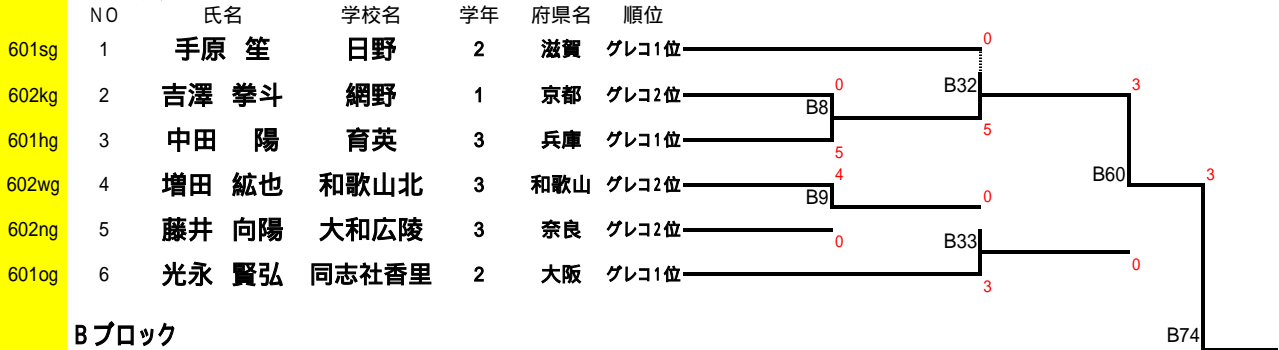 NO 氏名 学校名 学年 府県名 順位
601sg 1 手原 笙 日野 2 滋賀 グレコ1位 0
602kg 2 吉澤 拳斗 網野 1 京都 グレコ2位 0 B8 B32 3
601hg 3 中田 陽 育英 3 兵庫 グレコ1位 5 5
602wg 4 増田 絋也 和歌山北 3 和歌山 グレコ2位 4 B9 0 B60 3
602ng 5 藤井 向陽 大和広陵 3 奈良 グレコ2位 0 B33
601og 6 光永 賢弘 同志社香里 2 大阪 グレコ1位 3 0
Bブロック B74